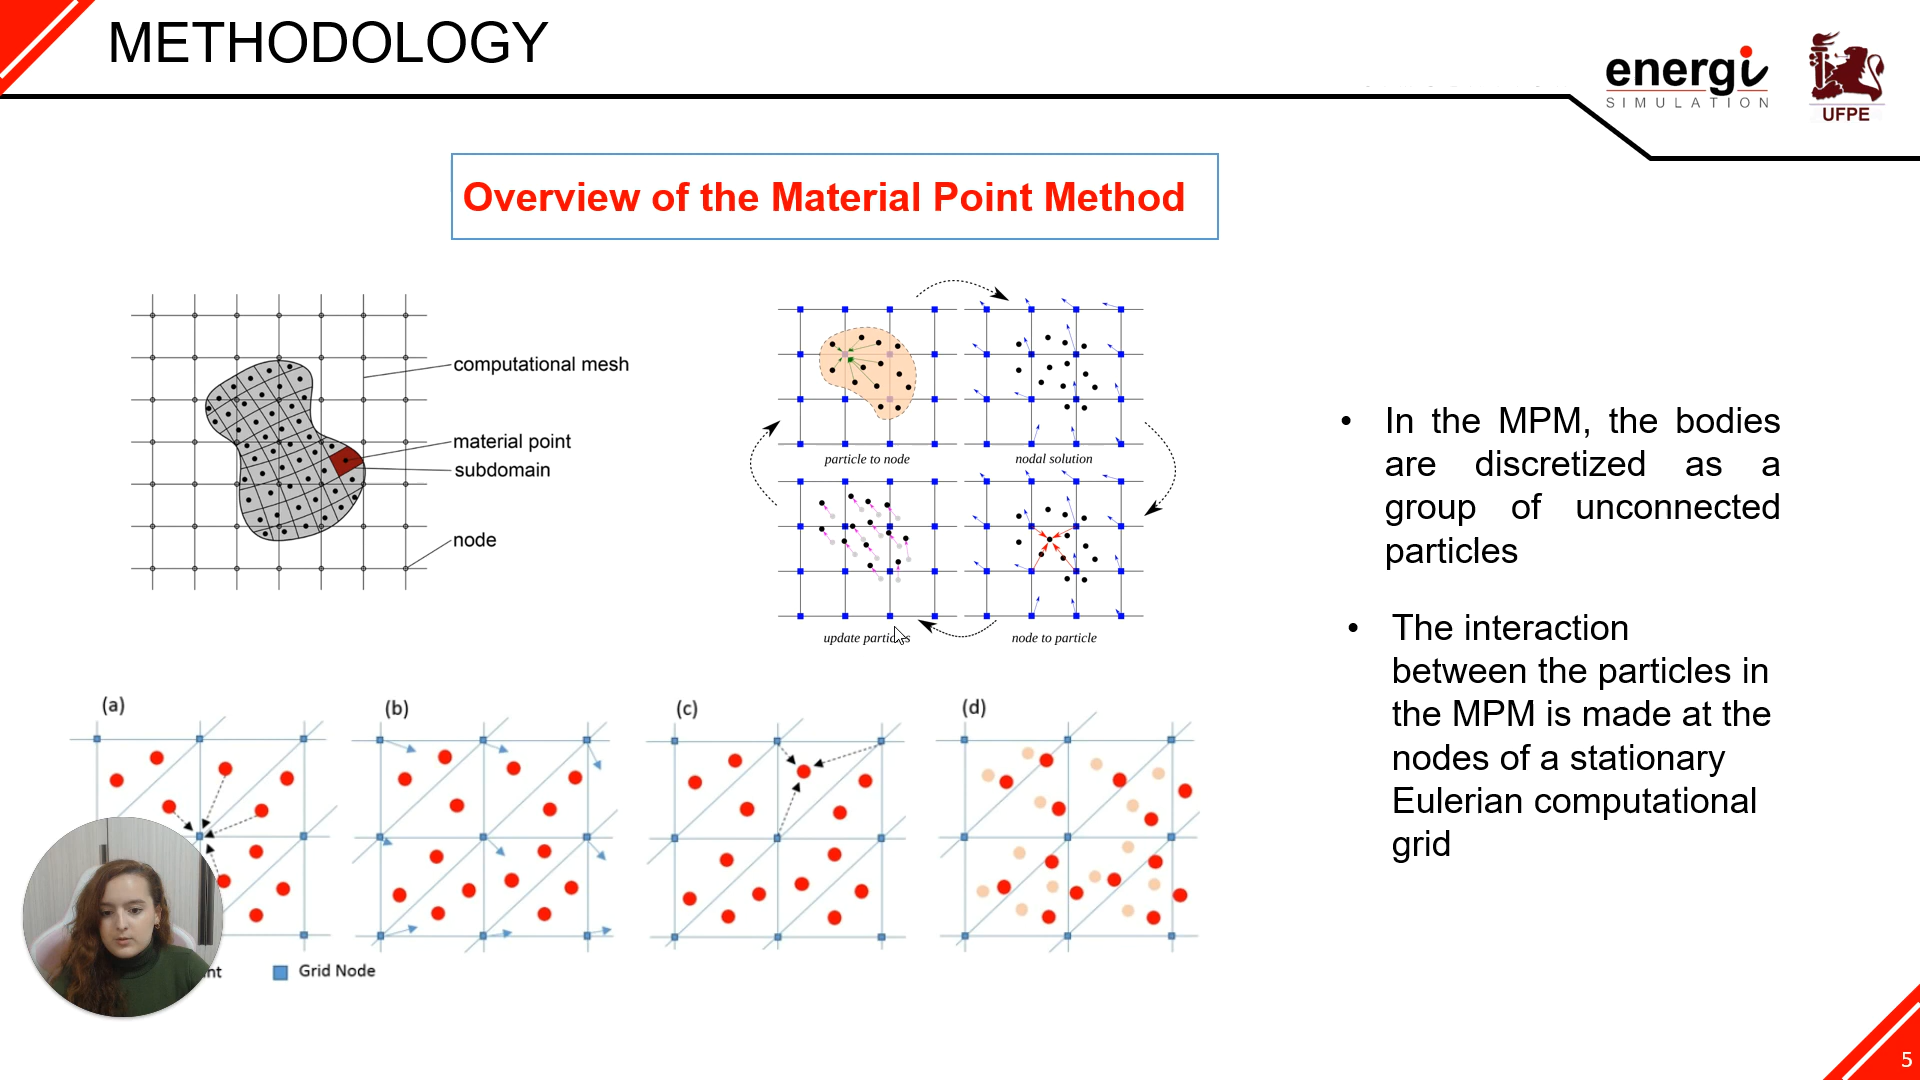 METHODOLOGY
energi
SIMULATION
UFPE
Overview of the Material Point Method
computational mesh
material point
subdomain
node
particle to node
nodal solution
update particles
node to particle
• In the MPM, the bodies
are discretized as a
group of unconnected
particles
• The interaction
between the particles in
the MPM is made at the
nodes of a stationary
Eulerian computational
grid
(a)
(b)
(c)
(d)
Grid Node
5